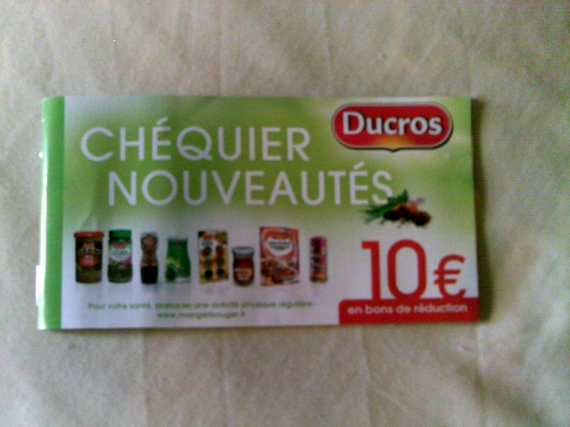 Ducros
CHÉQUIER
NOUVEAUTÉS
10€
en bons de réduction
Pour votre santé, pratiquez une activité physique régulière
www.mangerbouger.fr